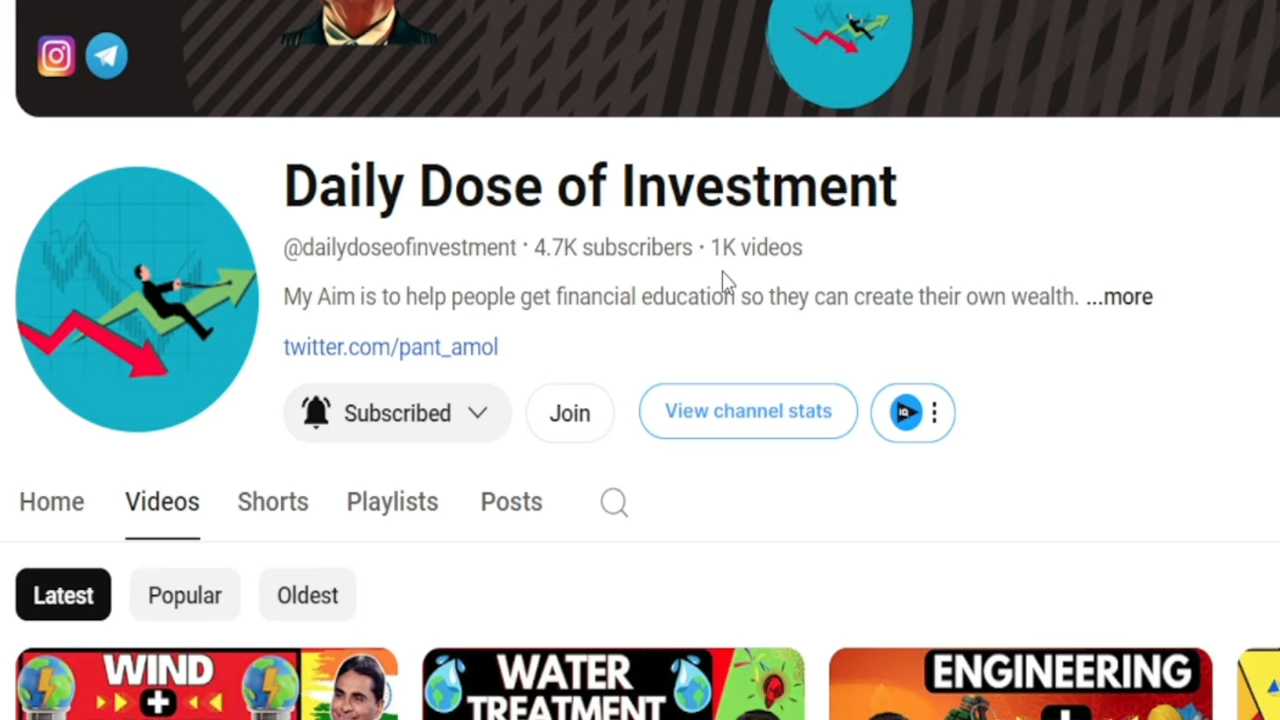 Daily Dose of Investment
@dailydoseofinvestment · 4.7K subscribers · 1K videos
My Aim is to help people get financial education so they can create their own wealth. ...more
twitter.com/pant_amol
Subscribed
Join
View channel stats
IQ
Home
Videos
Shorts
Playlists
Posts
Latest
Popular
Oldest
WIND
WATER
TREATMENT
ENGINEERING